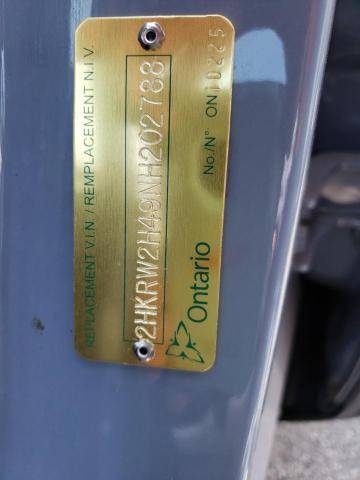 REPLACEMENT V.I.N. / REMPLACEMENT N.I.V.
2HKRW2H49NH202788
Ontario No./N° ON10225